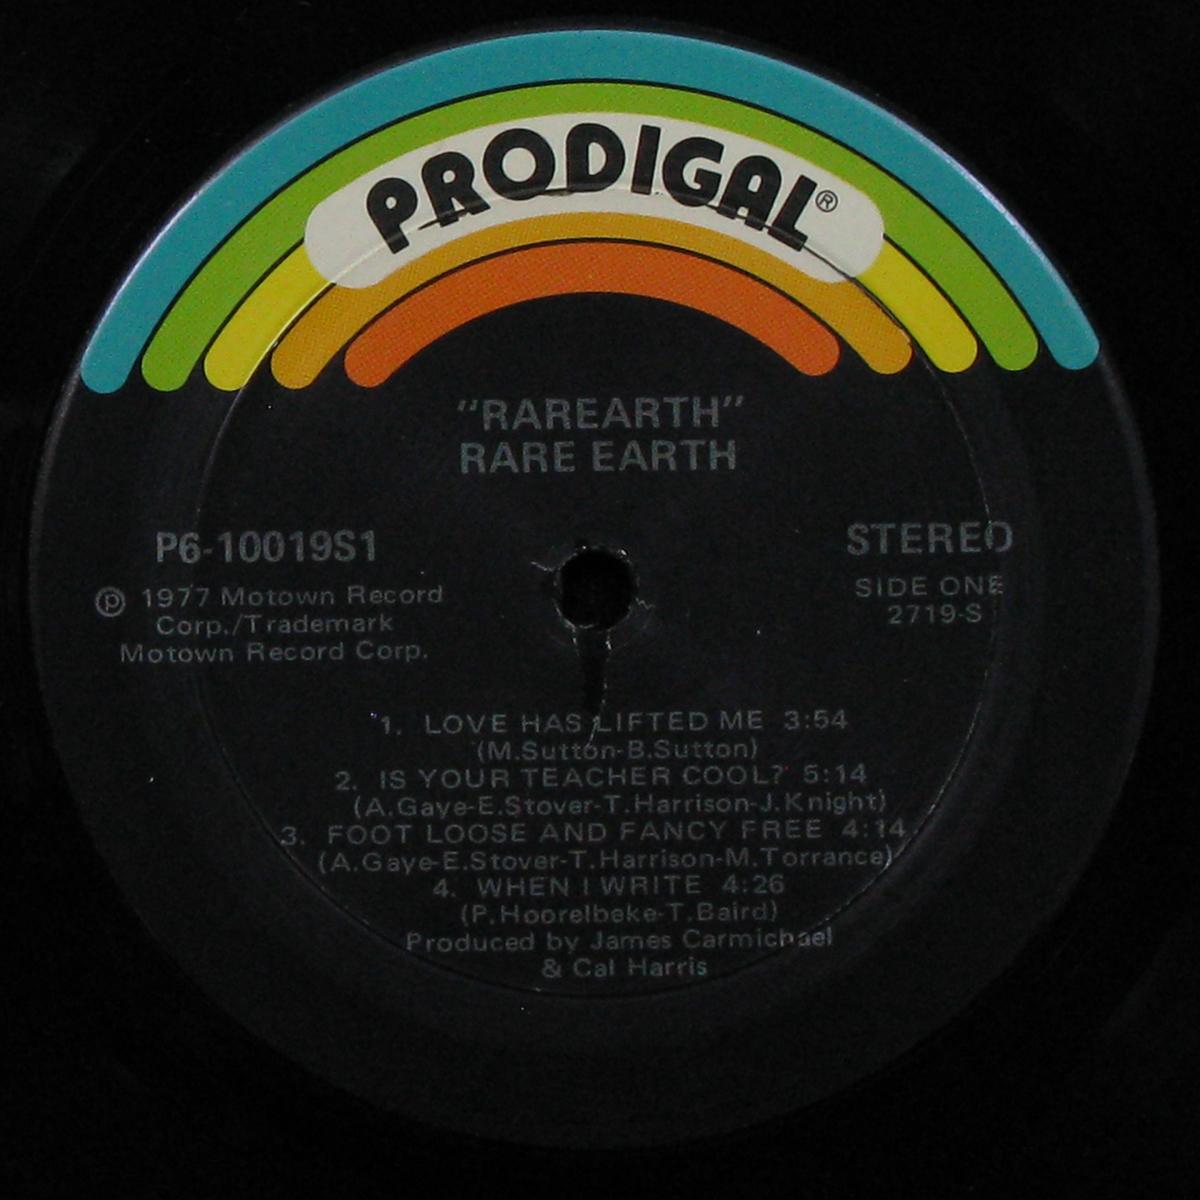 PRODIGAL®
"RAREARTH"
RARE EARTH
P6-10019S1
℗ 1977 Motown Record
Corp./Trademark
Motown Record Corp.
STEREO
SIDE ONE
2719-S
1. LOVE HAS LIFTED ME 3:54
(M.Sutton-B.Sutton)
2. IS YOUR TEACHER COOL? 5:14
(A.Gaye-E.Stover-T.Harrison-J.Knight)
3. FOOT LOOSE AND FANCY FREE 4:14
(A.Gaye-E.Stover-T.Harrison-M.Torrance)
4. WHEN I WRITE 4:26
(P.Hoorelbeke-T.Baird)
Produced by James Carmichael
& Cal Harris